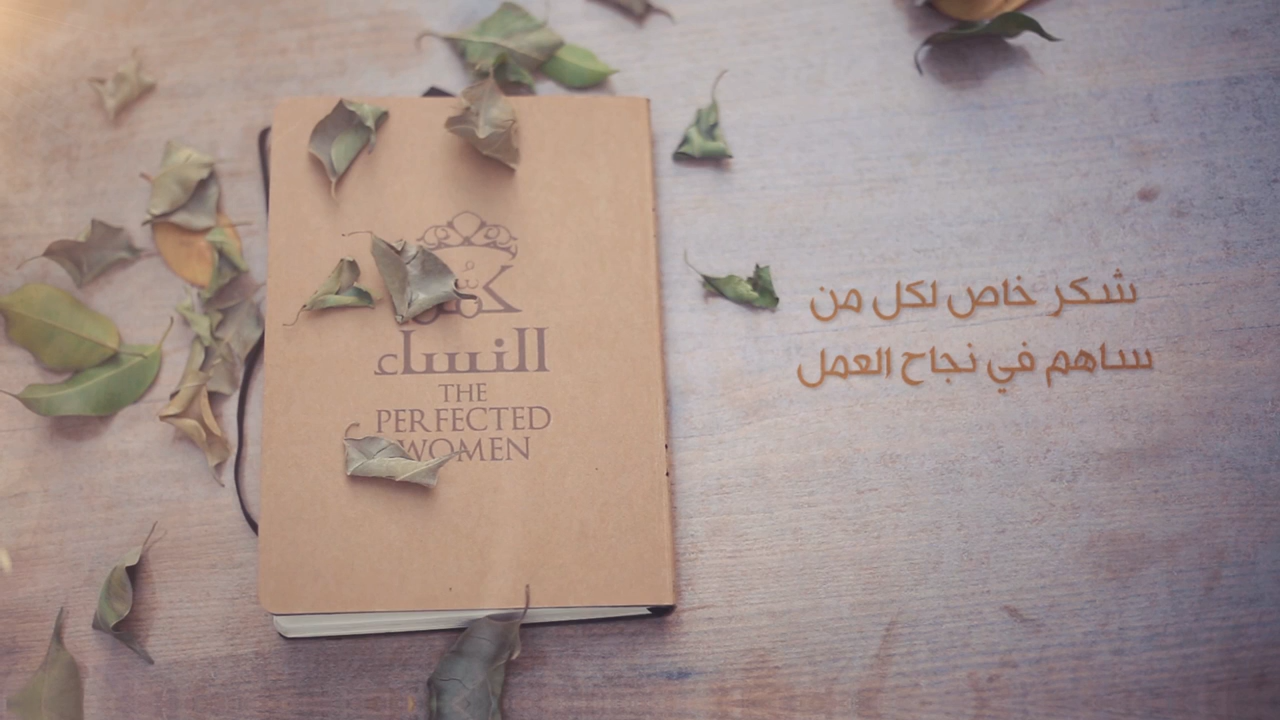 النساء
THE
PERFECTED
WOMEN
شكر خاص لكل من
ساهم في نجاح العمل